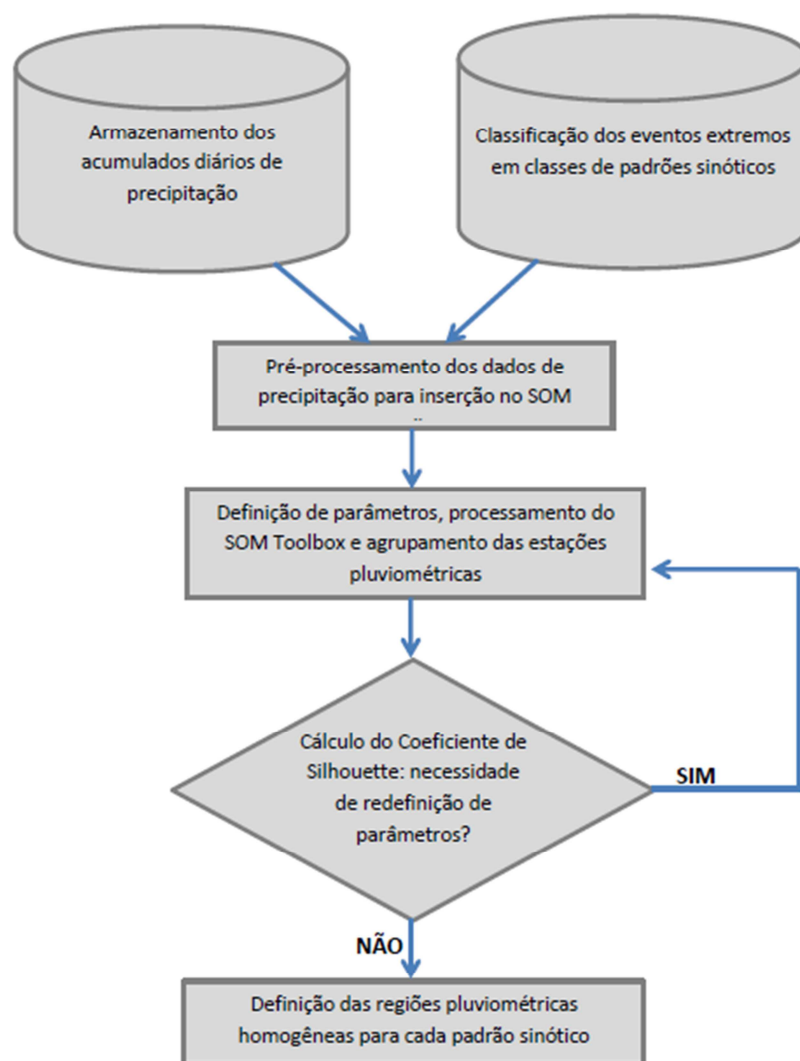 Armazenamento dos
acumulados diários de
precipitação
Classificação dos eventos extremos
em classes de padrões sinóticos
Pré-processamento dos dados de
precipitação para inserção no SOM
Definição de parâmetros, processamento do
SOM Toolbox e agrupamento das estações
pluviométricas
Cálculo do Coeficiente de
Silhouette: necessidade
de redefinição de
parâmetros?
SIM
NÃO
Definição das regiões pluviométricas
homogêneas para cada padrão sinótico